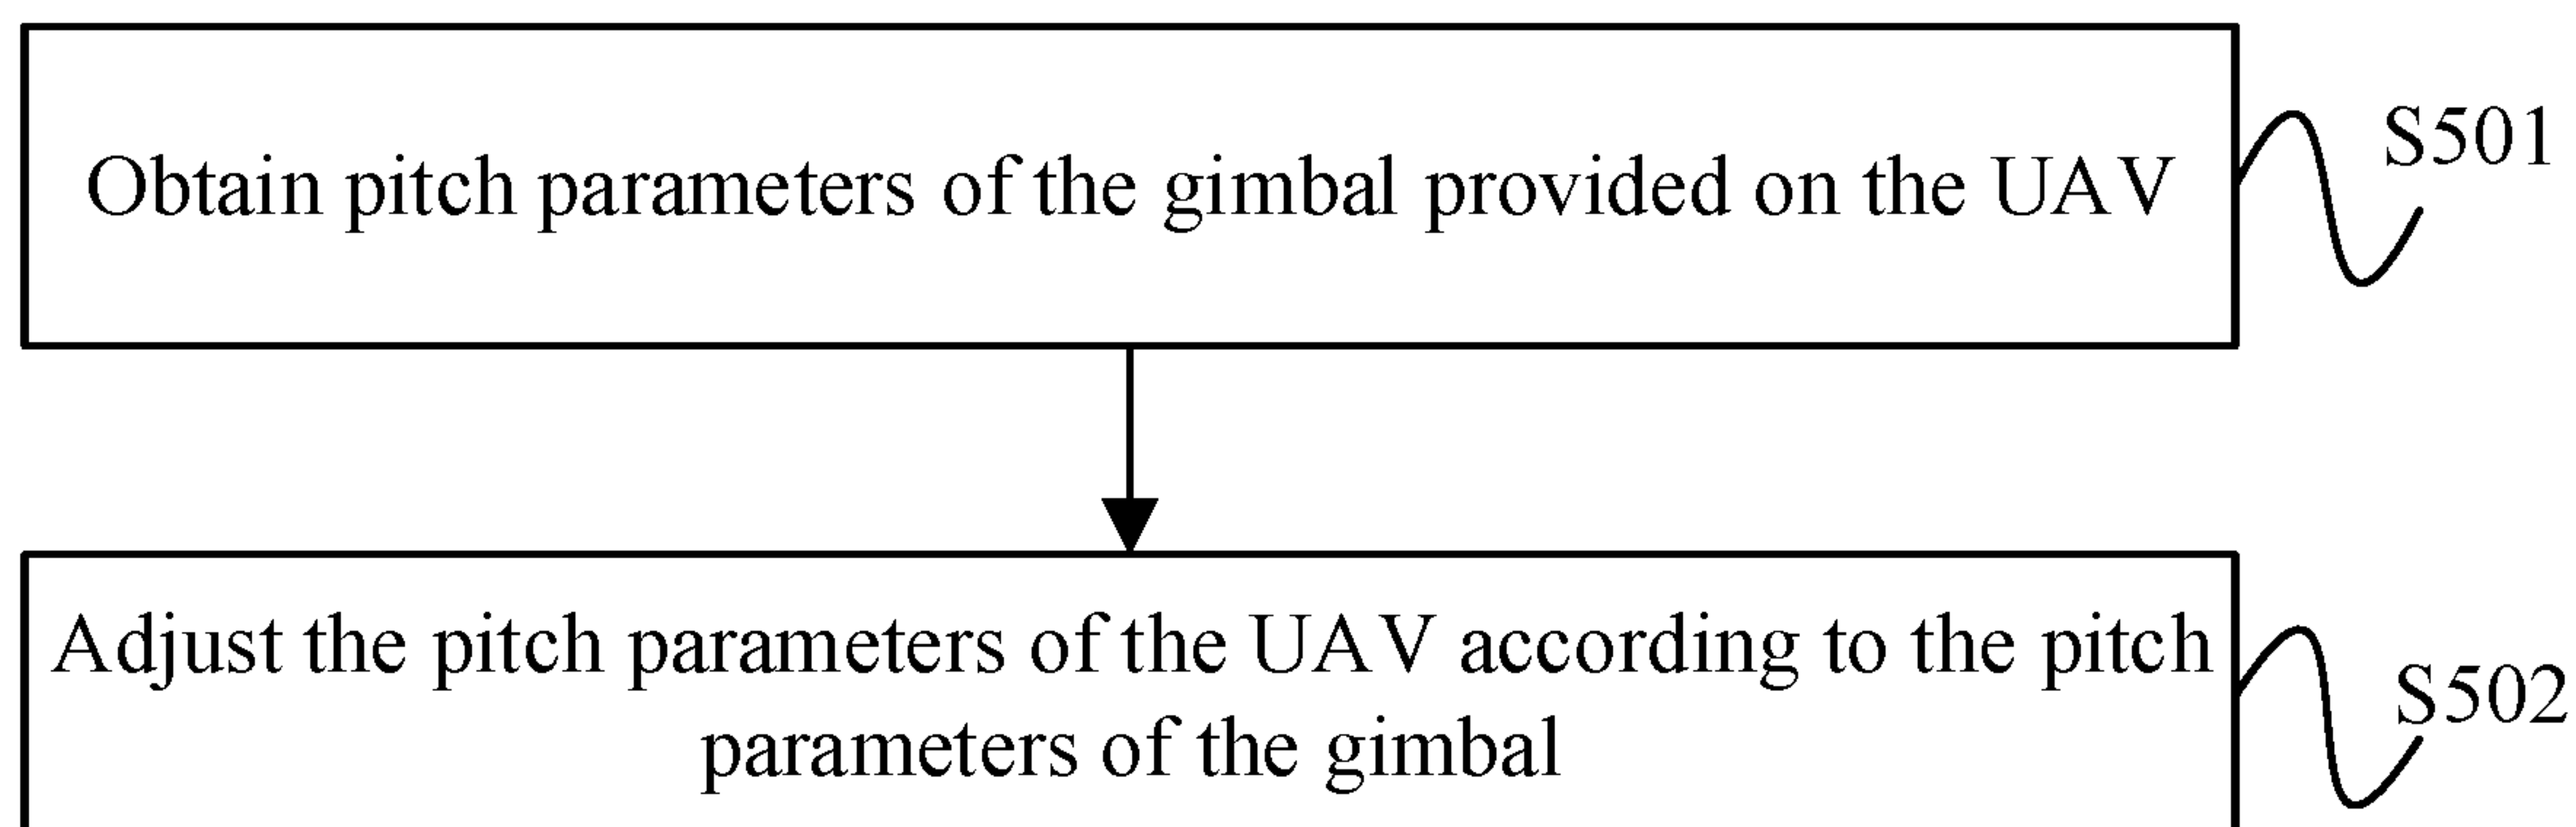 Obtain pitch parameters of the gimbal provided on the UAV
S501
Adjust the pitch parameters of the UAV according to the pitch
parameters of the gimbal
S502